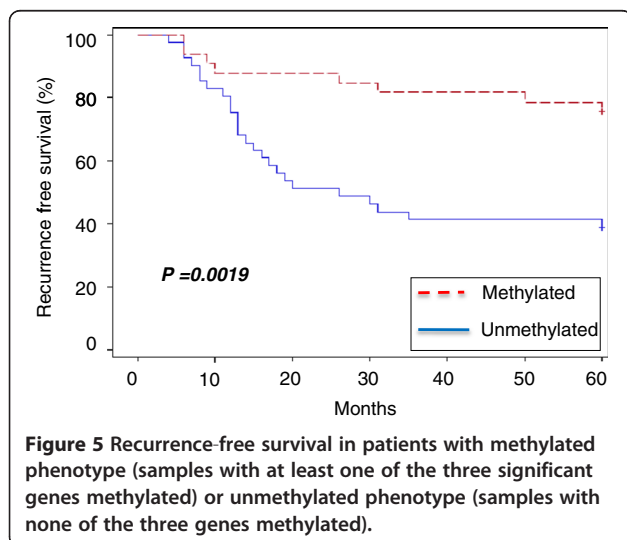 100
80
60
40
20
0
Recurrence free survival (%)
P =0.0019
Methylated
Unmethylated
0 10 20 30 40 50 60
Months
Figure 5 Recurrence-free survival in patients with methylated
phenotype (samples with at least one of the three significant
genes methylated) or unmethylated phenotype (samples with
none of the three genes methylated).